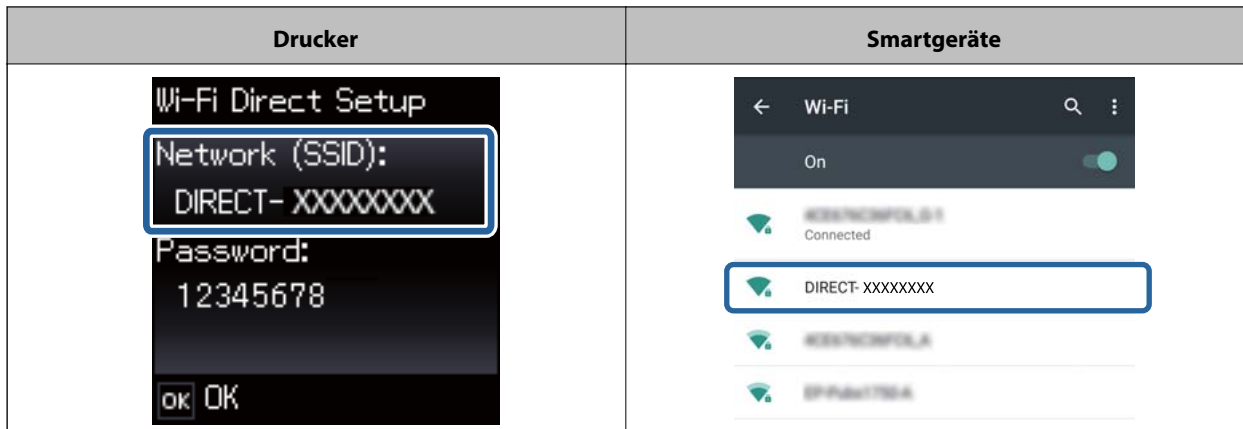 Drucker
Smartgeräte
Wi-Fi Direct Setup
Network (SSID):
DIRECT- XXXXXXXX
Password:
12345678
OK OK
Wi-Fi
On
Connected
DIRECT- XXXXXXXX